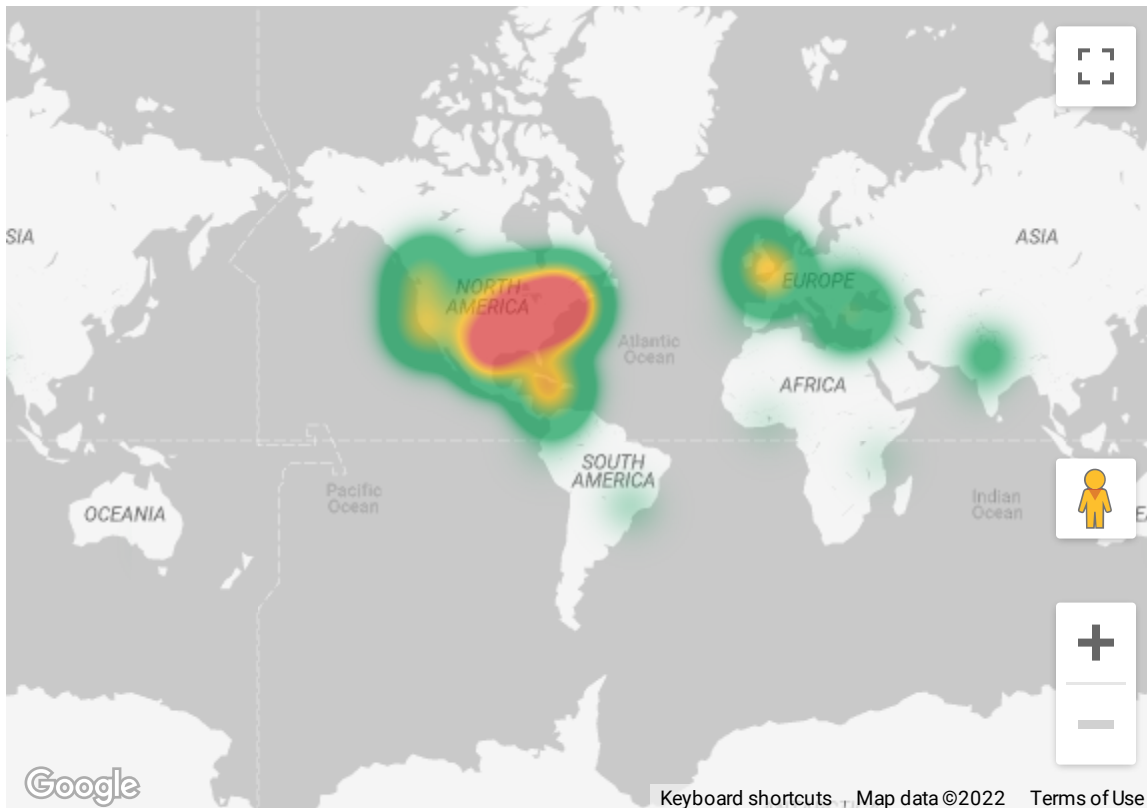 SIA
ASIA
NORTH
AMERICA
EUROPE
Atlantic
Ocean
AFRICA
SOUTH
AMERICA
Pacific
Ocean
OCEANIA
Indian
Ocean
E
Google
Keyboard shortcuts
Map data ©2022
Terms of Use